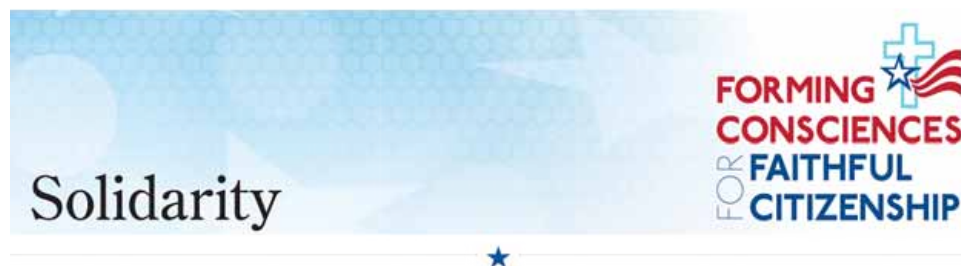 Solidarity
FORMING
CONSCIENCES
FOR FAITHFUL
CITIZENSHIP